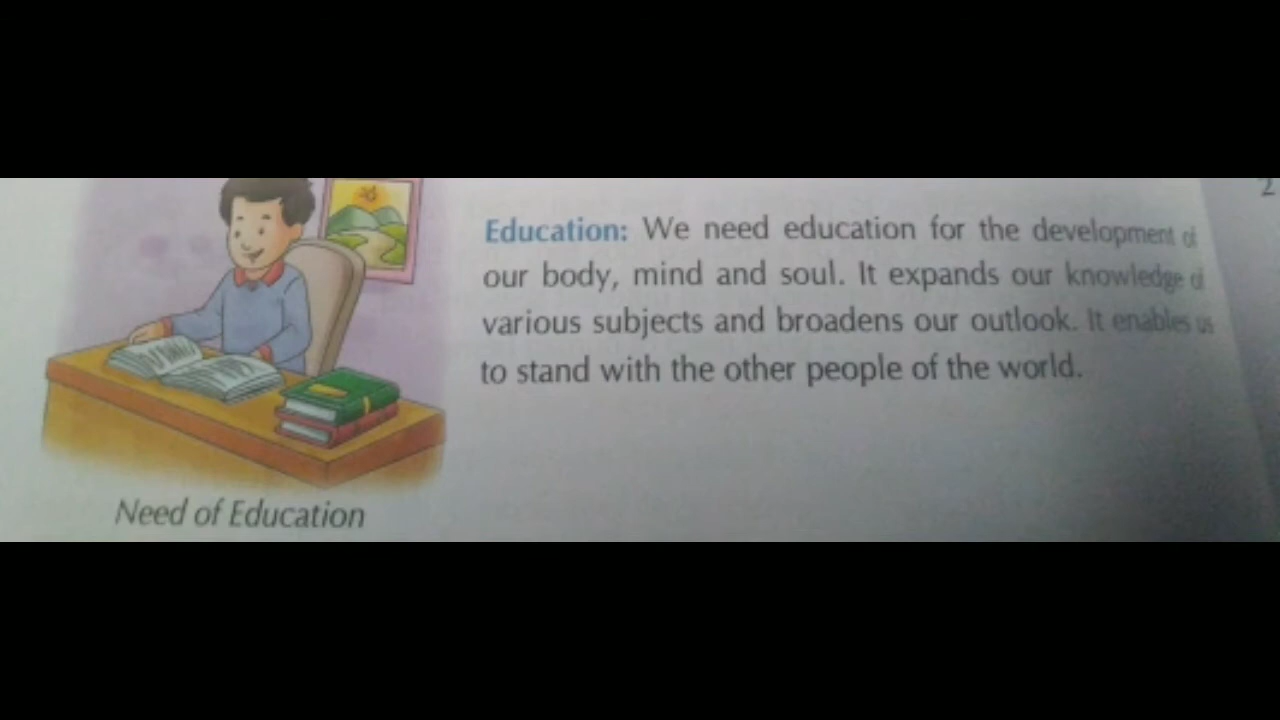 2
Education: We need education for the development of
our body, mind and soul. It expands our knowledge of
various subjects and broadens our outlook. It enables us
to stand with the other people of the world.
Need of Education